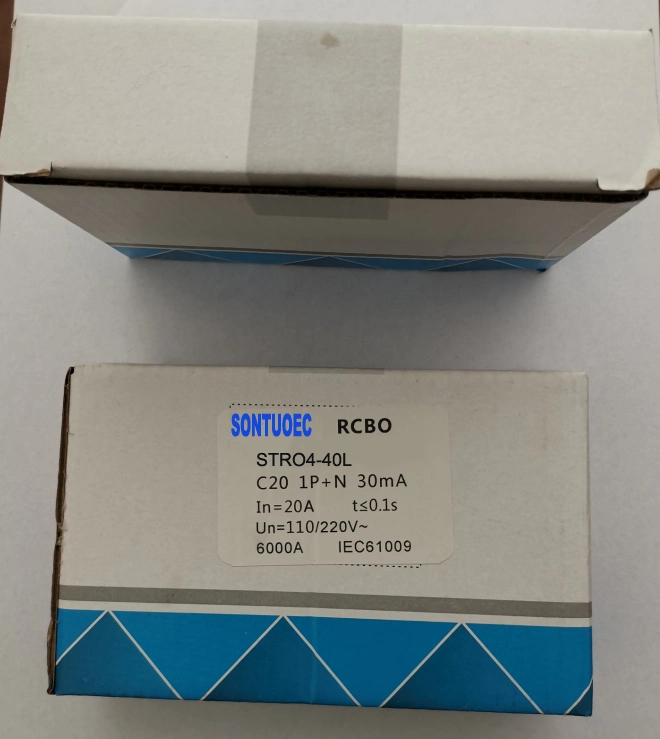 SONTUOEC RCBO
STRO4-40L
C20 1P+N 30mA
In=20A t≤0.1s
Un=110/220V~
6000A IEC61009